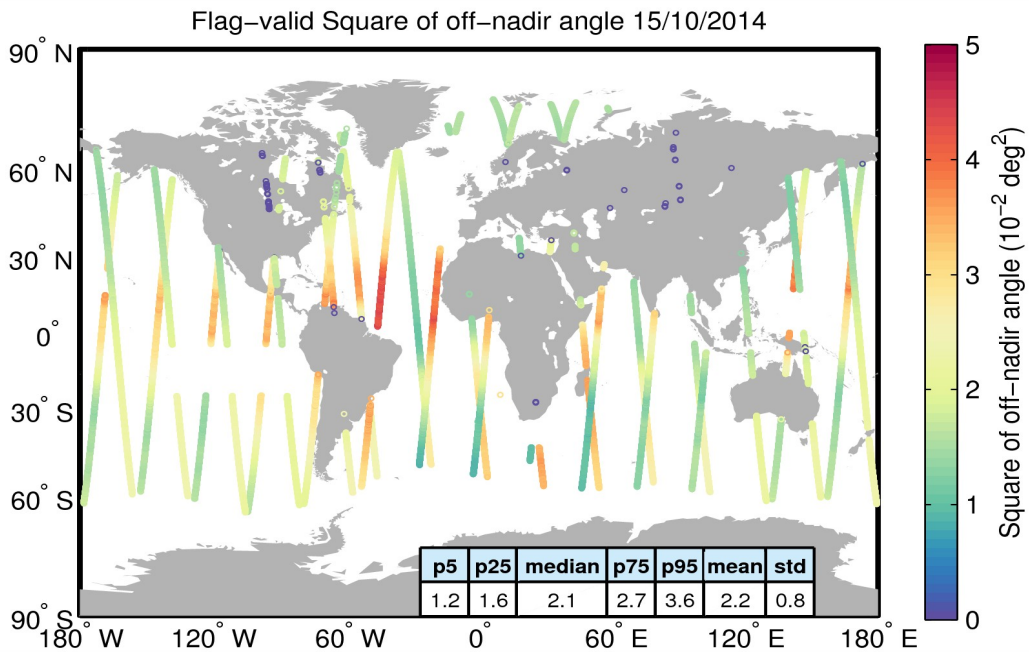 Flag−valid Square of off−nadir angle 15/10/2014
90° N
60° N
30° N
0°
30° S
60° S
90° S
180° W
120° W
60° W
0°
60° E
120° E
180° E
p5 p25 median p75 p95 mean std
1.2 1.6 2.1 2.7 3.6 2.2 0.8
5
4
3
2
1
0
Square of off−nadir angle (10⁻² deg²)